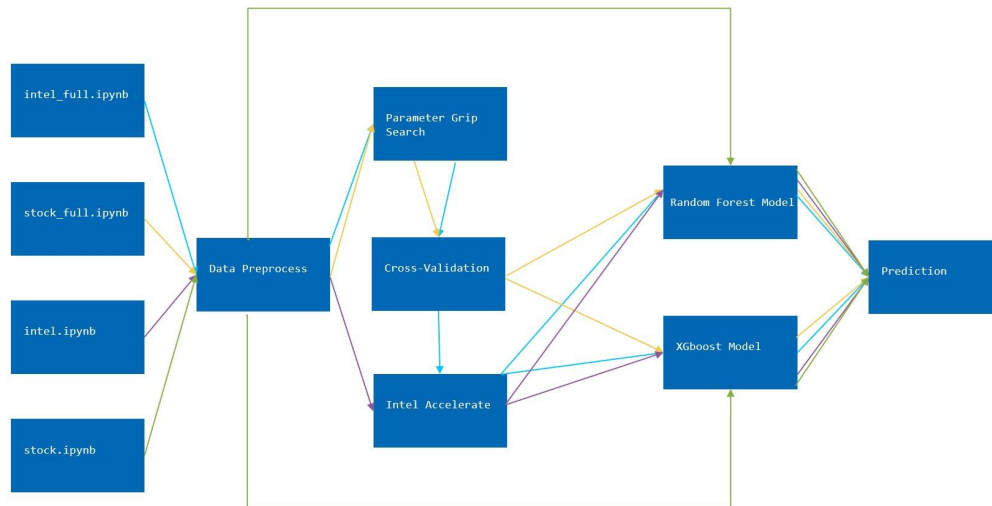 intel_full.ipynb
stock_full.ipynb
intel.ipynb
stock.ipynb
Data Preprocess
Parameter Grip
Search
Cross-Validation
Intel Accelerate
Random Forest Model
XGboost Model
Prediction